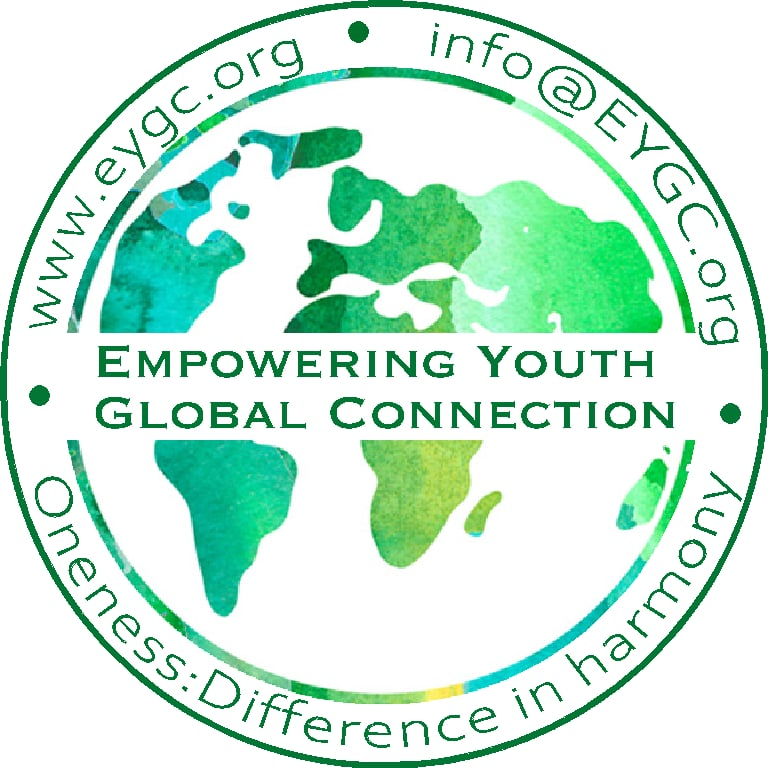 www.eygc.org
info@EYGC.org
EMPOWERING YOUTH
GLOBAL CONNECTION
Oneness:Difference in harmony